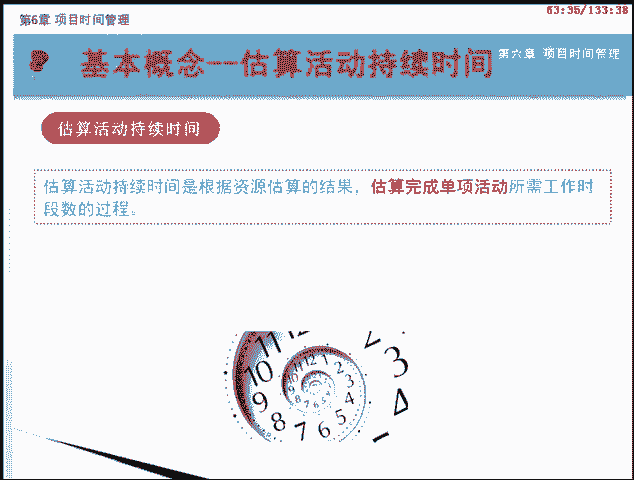 63:35/133:38
第6章 项目时间管理
基本概念--估算活动持续时间
第六章 项目时间管理
估算活动持续时间
估算活动持续时间是根据资源估算的结果，估算完成单项活动所需工作时
段数的过程。
11 12
10
9
8
7
6
5
4
3
2
11 12 1
10
2
9
3
8
4
7 6 5